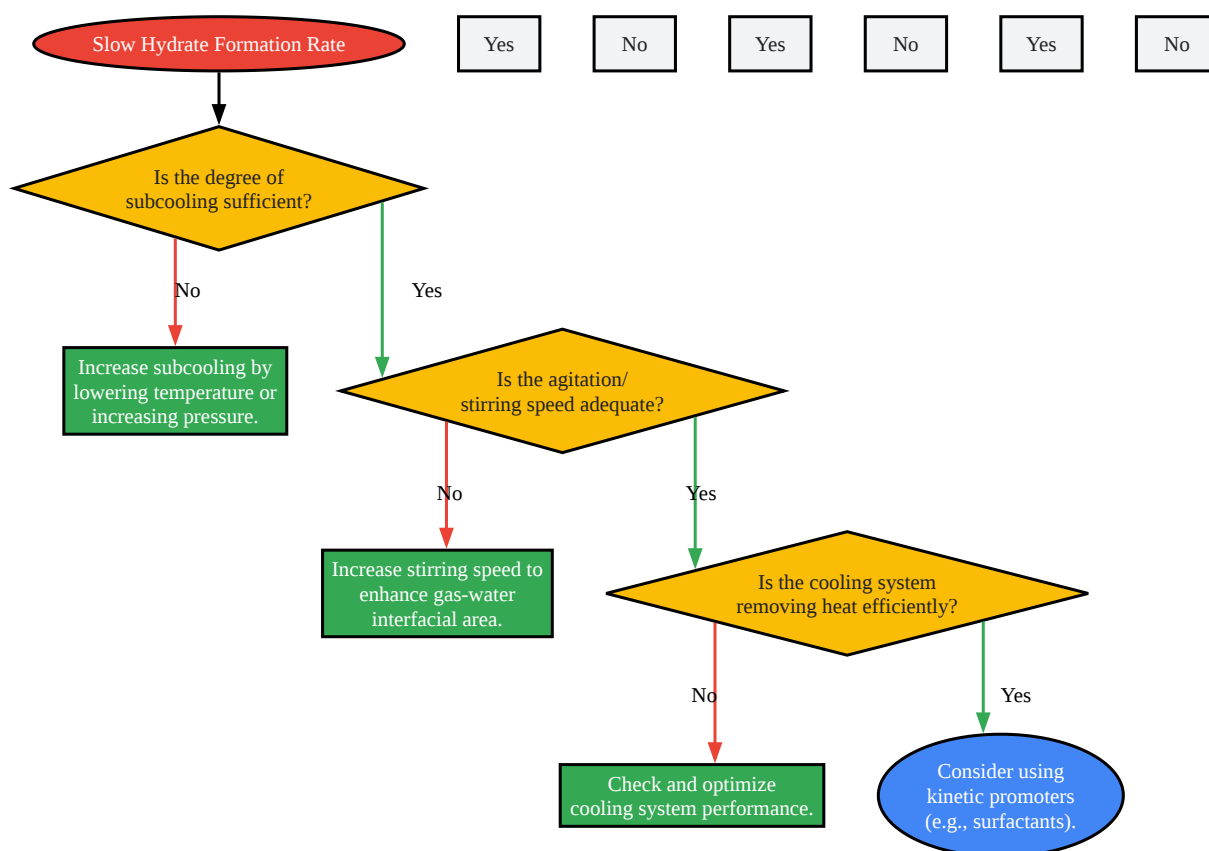 Slow Hydrate Formation Rate
Yes
No
Yes
No
Yes
No
Is the degree of
subcooling sufficient?
No
Yes
Increase subcooling by
lowering temperature or
increasing pressure.
Is the agitation/
stirring speed adequate?
No
Yes
Increase stirring speed to
enhance gas-water
interfacial area.
Is the cooling system
removing heat efficiently?
No
Yes
Check and optimize
cooling system performance.
Consider using
kinetic promoters
(e.g., surfactants).